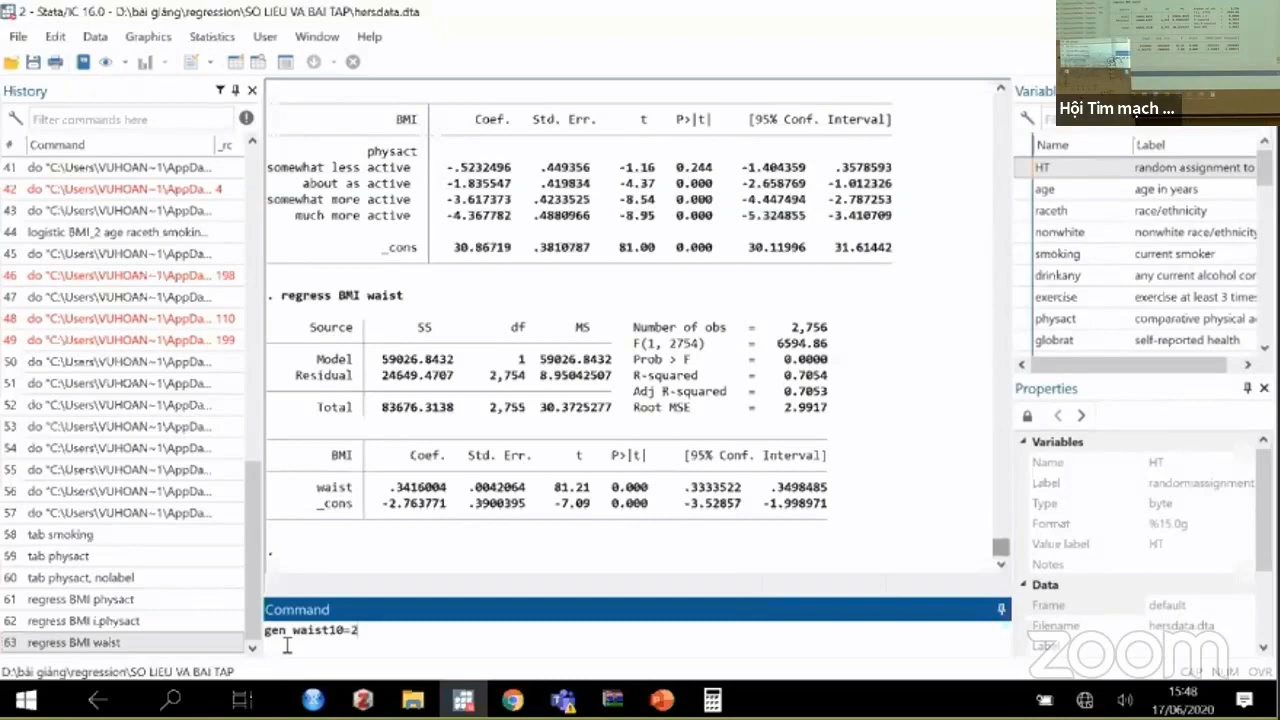 2 - Stata/IC 16.0 - D:\bài giảng\regression\SO LIEU VA BAI TAP\hersdata.dta
File Edit Data Graphics Statistics User Window Help
History
Filter commands here
Command _rc
41 do "C:\Users\VUHOAN~1\AppDa...
42 do "C:\Users\VUHOAN~1\AppDa... 4
43 do "C:\Users\VUHOAN~1\AppDa...
44 logistic BMI_2 age raceth smokin...
45 do "C:\Users\VUHOAN~1\AppDa...
46 do "C:\Users\VUHOAN~1\AppDa... 198
47 do "C:\Users\VUHOAN~1\AppDa...
48 do "C:\Users\VUHOAN~1\AppDa... 110
49 do "C:\Users\VUHOAN~1\AppDa... 199
50 do "C:\Users\VUHOAN~1\AppDa...
51 do "C:\Users\VUHOAN~1\AppDa...
52 do "C:\Users\VUHOAN~1\AppDa...
53 do "C:\Users\VUHOAN~1\AppDa...
54 do "C:\Users\VUHOAN~1\AppDa...
55 do "C:\Users\VUHOAN~1\AppDa...
56 do "C:\Users\VUHOAN~1\AppDa...
57 do "C:\Users\VUHOAN~1\AppDa...
58 tab smoking
59 tab physact
60 tab physact, nolabel
61 regress BMI physact
62 regress BMI i.physact
63 regress BMI waist
BMI Coef. Std. Err. t P>|t| [95% Conf. Interval]
physact
somewhat less active -.5232496 .449356 -1.16 0.244 -1.404359 .3578593
about as active -1.835547 .419834 -4.37 0.000 -2.658769 -1.012326
somewhat more active -3.617373 .4233535 -8.54 0.000 -4.447494 -2.787253
much more active -4.367782 .4880966 -8.95 0.000 -5.324855 -3.410709
_cons 30.86719 .3810787 81.00 0.000 30.11996 31.61442
. regress BMI waist
Source SS df MS Number of obs = 2,756
F(1, 2754) = 6594.86
Model 59026.8432 1 59026.8432 Prob > F = 0.0000
Residual 24649.4707 2,754 8.95042507 R-squared = 0.7054
Adj R-squared = 0.7053
Total 83676.3138 2,755 30.3725277 Root MSE = 2.9917
BMI Coef. Std. Err. t P>|t| [95% Conf. Interval]
waist .3416004 .0042064 81.21 0.000 .3333522 .3498485
_cons -2.763771 .3900395 -7.09 0.000 -3.52857 -1.998971
.
Command
gen waist10=2
Hội Tim mạch ...
Variab
Name Label
HT random assignment to
age age in years
raceth race/ethnicity
nonwhite nonwhite race/ethnicity
smoking current smoker
drinkany any current alcohol cor
exercise exercise at least 3 time
physact comparative physical a
globrat self-reported health
Properties
Variables
Name HT
Label random assignment
Type byte
Format %15.0g
Value label HT
Notes
Data
Frame default
Filename hersdata.dta
Label
zoom
D:\bài giảng\regression\SO LIEU VA BAI TAP
CAP NUM OVR
15:48
17/06/2020